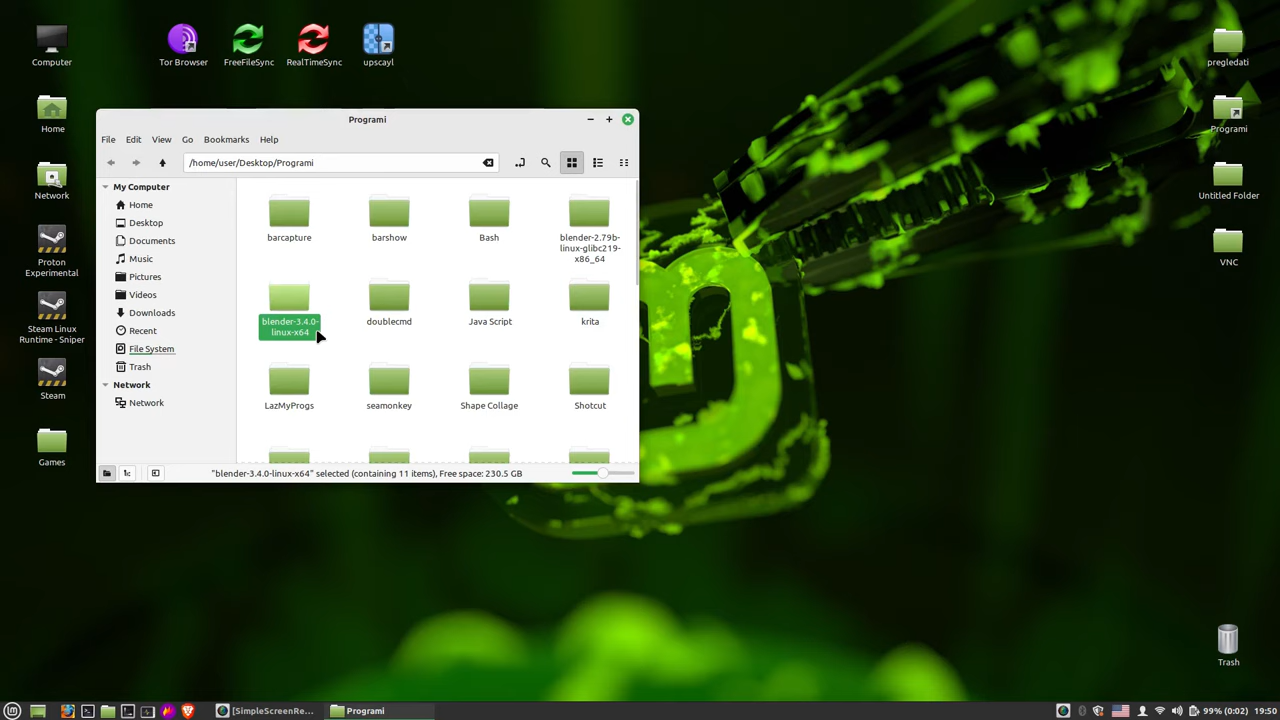 Computer
Tor Browser
FreeFileSync
RealTimeSync
upscayl
pregledati
Home
Programi
Network
Untitled Folder
Proton
Experimental
VNC
Steam Linux
Runtime - Sniper
Steam
Games
Trash
Programi
File Edit View Go Bookmarks Help
/home/user/Desktop/Programi
My Computer
Home
Desktop
Documents
Music
Pictures
Videos
Downloads
Recent
File System
Trash
Network
Network
barcapture
barshow
Bash
blender-2.79b-
linux-glibc219-
x86_64
blender-3.4.0-
linux-x64
doublecmd
Java Script
krita
LazMyProgs
seamonkey
Shape Collage
Shotcut
"blender-3.4.0-linux-x64" selected (containing 11 items), Free space: 230.5 GB
[SimpleScreenRe...
Programi
99% (0:02)
19:50